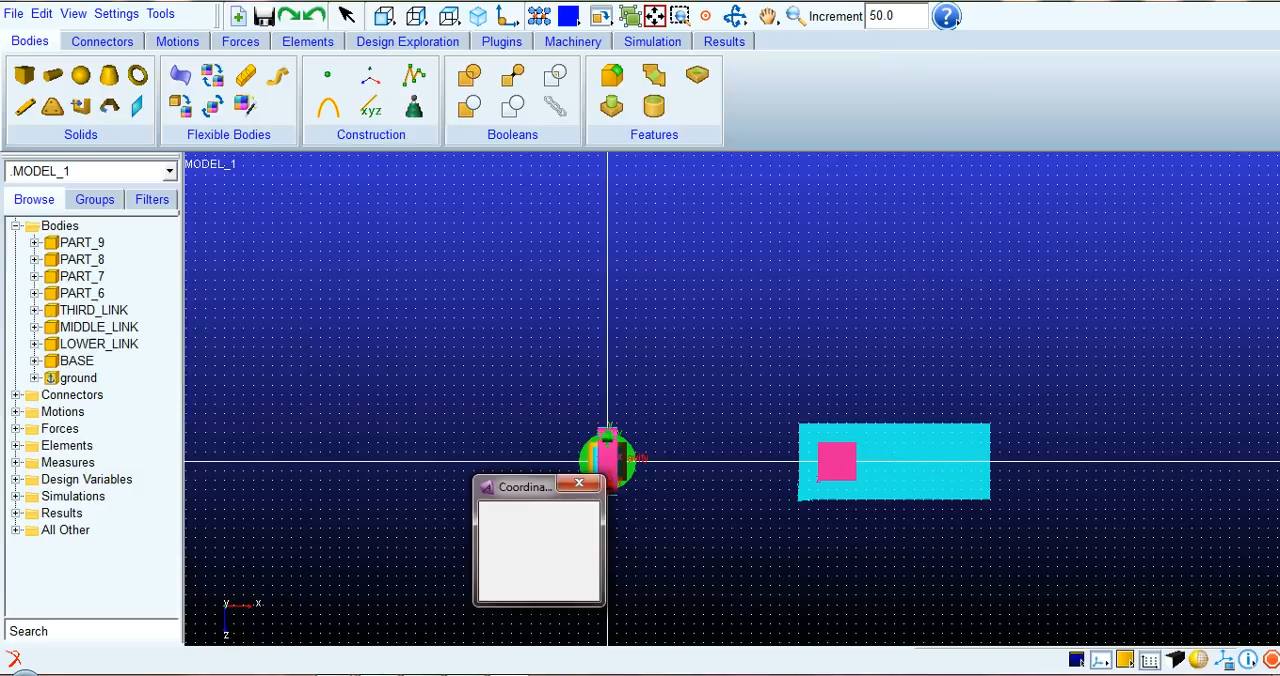 File Edit View Settings Tools
Increment 50.0
?
Bodies Connectors Motions Forces Elements Design Exploration Plugins Machinery Simulation Results
xyz
Solids Flexible Bodies Construction Booleans Features
.MODEL_1
MODEL_1
Browse Groups Filters
Bodies
PART_9
PART_8
PART_7
PART_6
THIRD_LINK
MIDDLE_LINK
LOWER_LINK
BASE
ground
Connectors
Motions
Forces
Elements
Measures
Design Variables
Simulations
Results
All Other
Coordina...
y x
z
Search